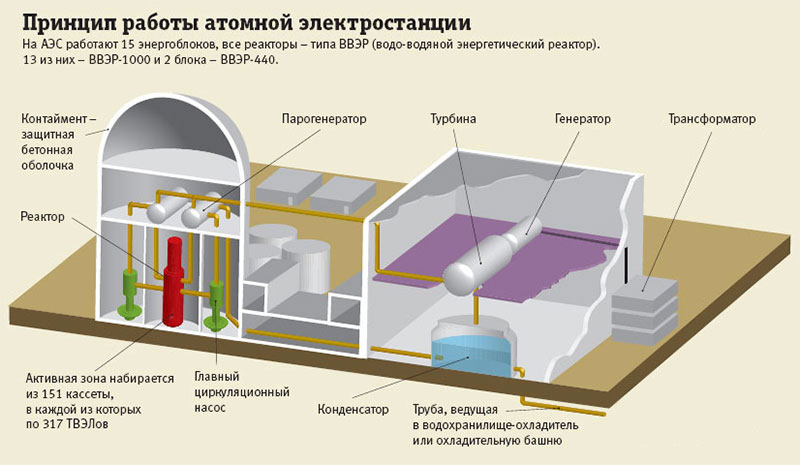 Принцип работы атомной электростанции
На АЭС работают 15 энергоблоков, все реакторы – типа ВВЭР (водо-водяной энергетический реактор).
13 из них – ВВЭР-1000 и 2 блока – ВВЭР-440.
Контаймент –
защитная
бетонная
оболочка
Парогенератор
Турбина
Генератор
Трансформатор
Реактор
Активная зона набирается
из 151 кассеты,
в каждой из которых
по 317 ТВЭЛов
Главный
циркуляционный
насос
Конденсатор
Труба, ведущая
в водохранилище-охладитель
или охладительную башню